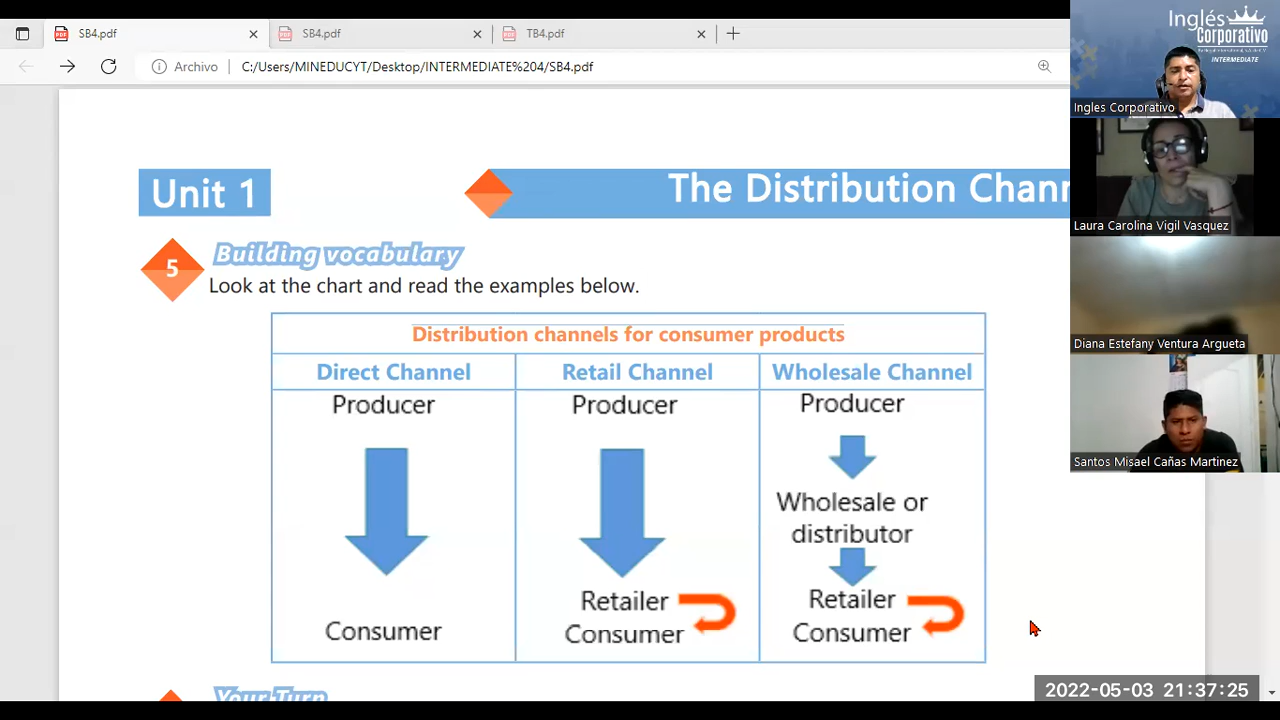 SB4.pdf
SB4.pdf
TB4.pdf
Archivo C:/Users/MINEDUCYT/Desktop/INTERMEDIATE%204/SB4.pdf
Unit 1
The Distribution Chann
5 Building vocabulary
Look at the chart and read the examples below.
Distribution channels for consumer products
Direct Channel Retail Channel Wholesale Channel
Producer Producer Producer
Wholesale or
distributor
Retailer Retailer
Consumer Consumer Consumer
Your Turn
Inglés
Corporativo
INTERMEDIATE
Ingles Corporativo
Laura Carolina Vigil Vasquez
Diana Estefany Ventura Argueta
Santos Misael Cañas Martinez
2022-05-03 21:37:25